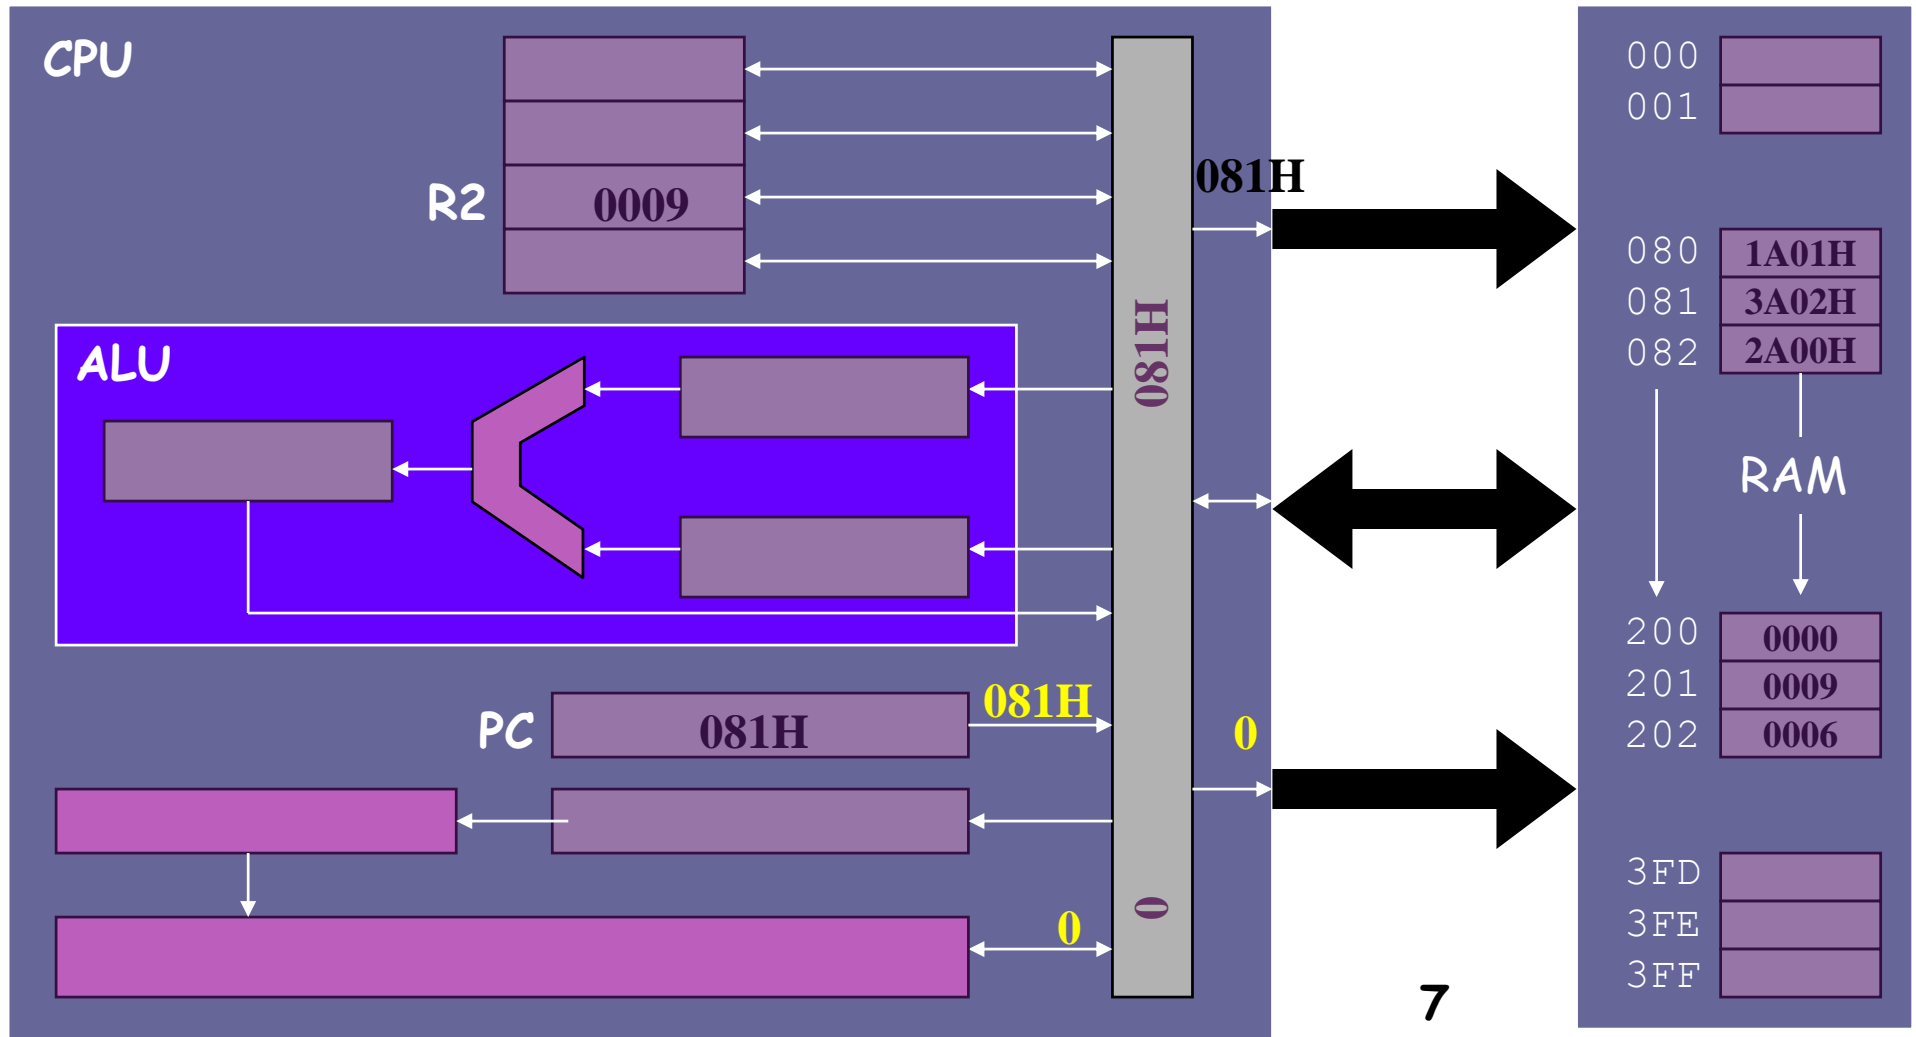 CPU
R2 0009
ALU
PC 081H
081H
0
081H
0
081H
0
000
001
080 1A01H
081 3A02H
082 2A00H
RAM
200 0000
201 0009
202 0006
3FD
3FE
3FF
7